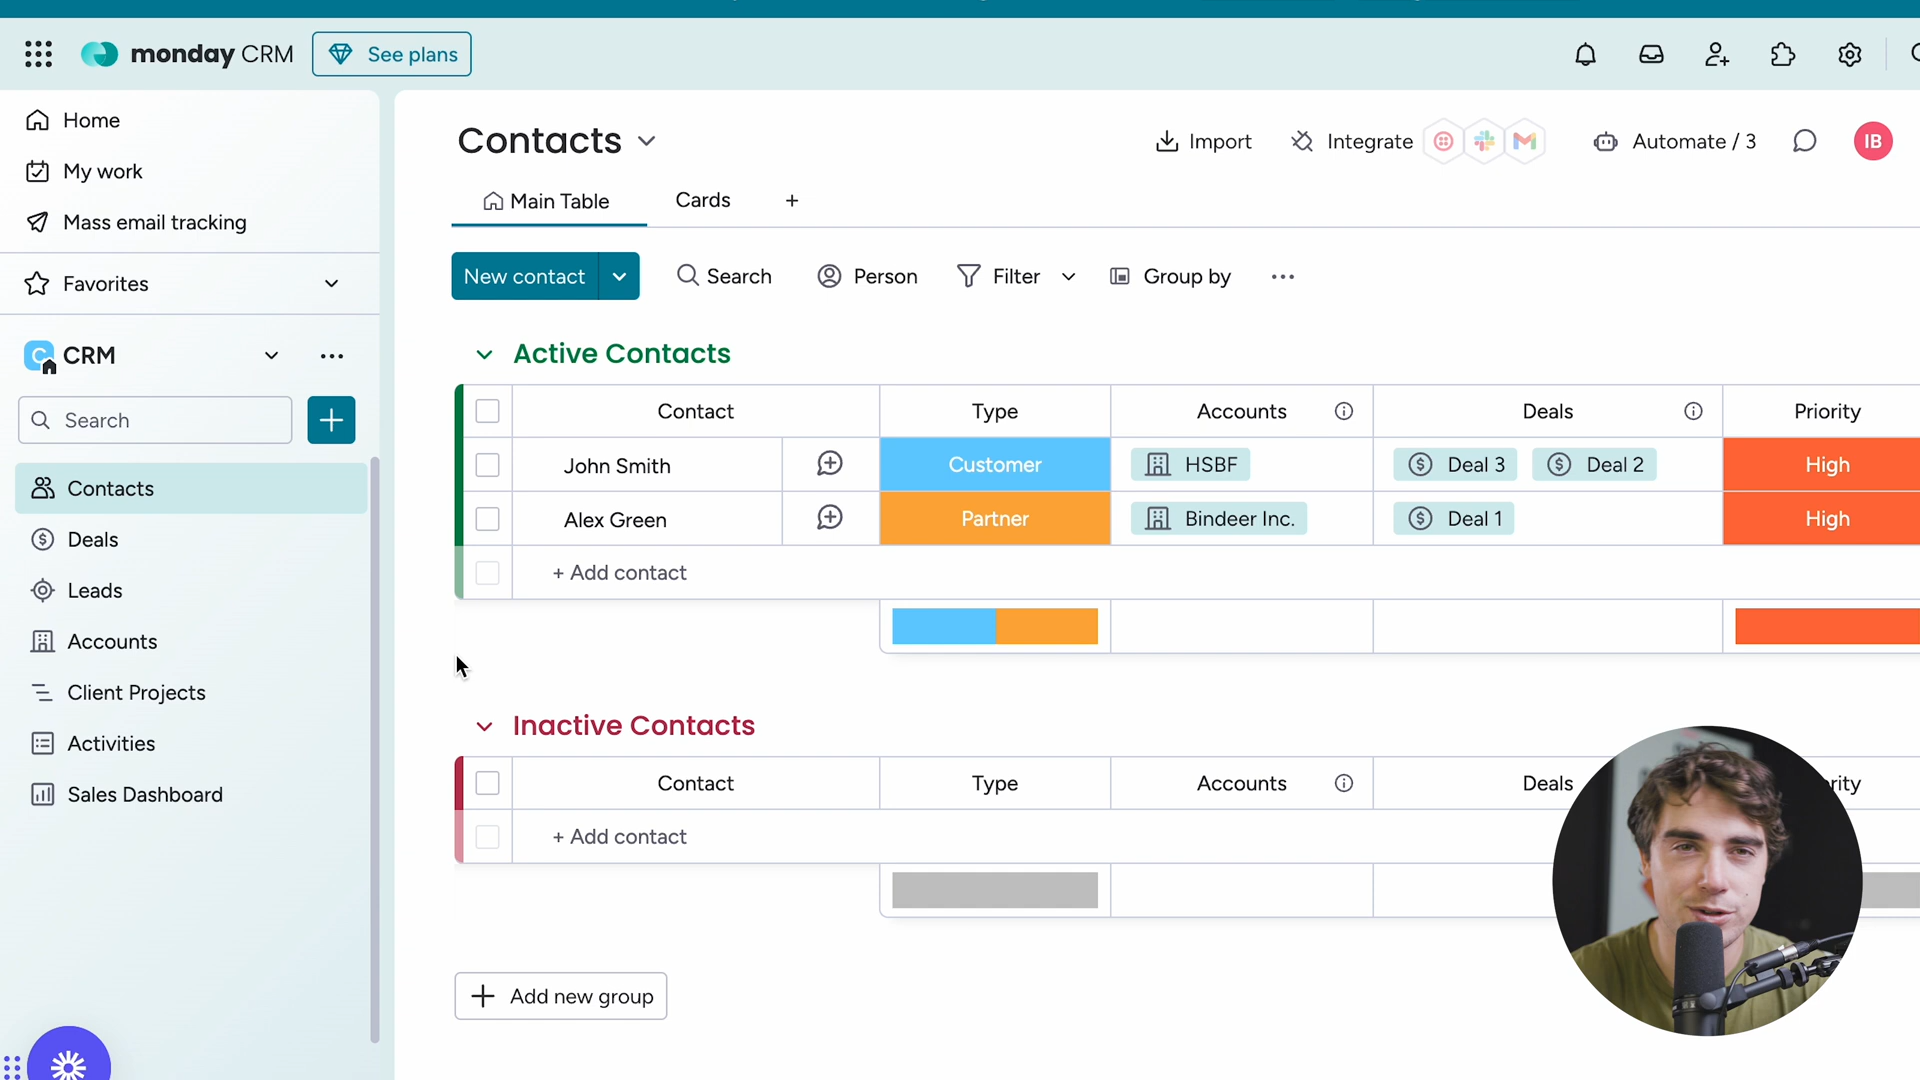 monday CRM
See plans
Home
My work
Mass email tracking
Favorites
C CRM
Search
Contacts
Deals
Leads
Accounts
Client Projects
Activities
Sales Dashboard
Contacts
Import
Integrate
Automate / 3
IB
Main Table
Cards
+
New contact
Search
Person
Filter
Group by
Active Contacts
Contact Type Accounts Deals Priority
John Smith Customer HSBF Deal 3 Deal 2 High
Alex Green Partner Bindeer Inc. Deal 1 High
+ Add contact
Inactive Contacts
Contact Type Accounts Deals rity
+ Add contact
+ Add new group